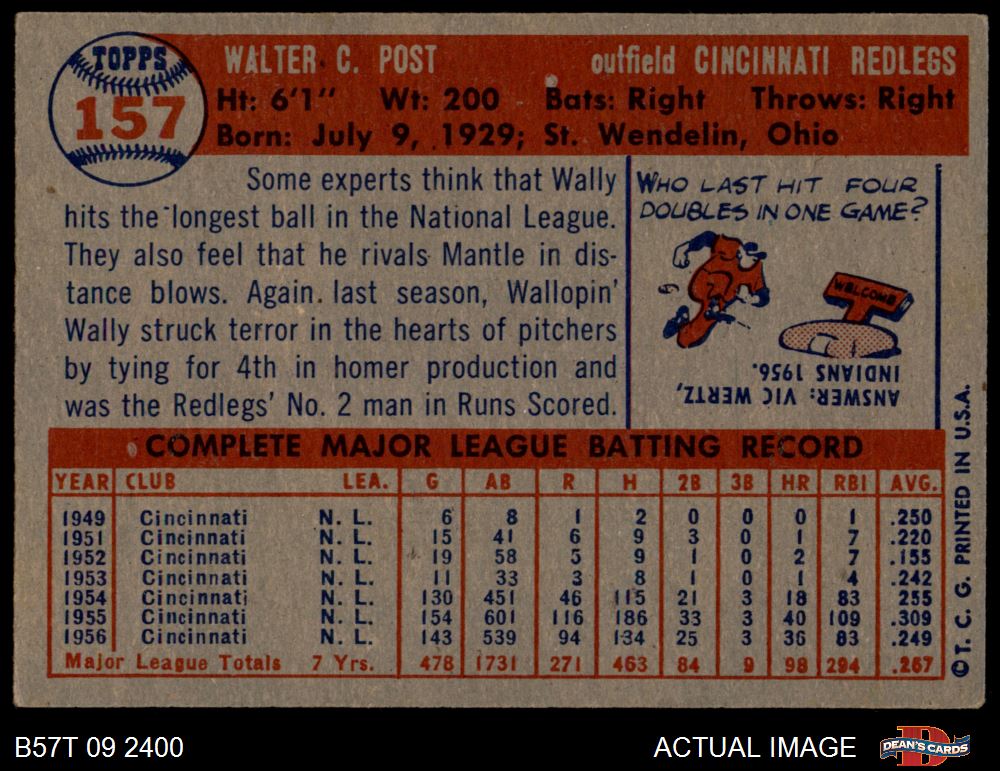 TOPPS
157
WALTER C. POST outfield CINCINNATI REDLEGS
Ht: 6'1" Wt: 200 Bats: Right Throws: Right
Born: July 9, 1929; St. Wendelin, Ohio
Some experts think that Wally
hits the longest ball in the National League.
They also feel that he rivals Mantle in dis-
tance blows. Again last season, Wallopin'
Wally struck terror in the hearts of pitchers
by tying for 4th in homer production and
was the Redlegs' No. 2 man in Runs Scored.
WHO LAST HIT FOUR
DOUBLES IN ONE GAME?
WELCOME
ANSWER: VIC WERTZ,
INDIANS 1956.
COMPLETE MAJOR LEAGUE BATTING RECORD
YEAR CLUB LEA. G AB R H 2B 3B HR RBI AVG.
1949 Cincinnati N. L. 6 8 1 2 0 0 0 1 .250
1951 Cincinnati N. L. 15 41 6 9 3 0 1 7 .220
1952 Cincinnati N. L. 19 58 5 9 1 0 2 7 .155
1953 Cincinnati N. L. 11 33 3 8 1 0 1 4 .242
1954 Cincinnati N. L. 130 451 46 115 21 3 18 83 .255
1955 Cincinnati N. L. 154 601 116 186 33 3 40 109 .309
1956 Cincinnati N. L. 143 539 94 134 25 3 36 83 .249
Major League Totals 7 Yrs. 478 1731 271 463 84 9 98 294 .267
©T. C. G. PRINTED IN U.S.A.
B57T 09 2400
ACTUAL IMAGE
DEAN'S CARDS